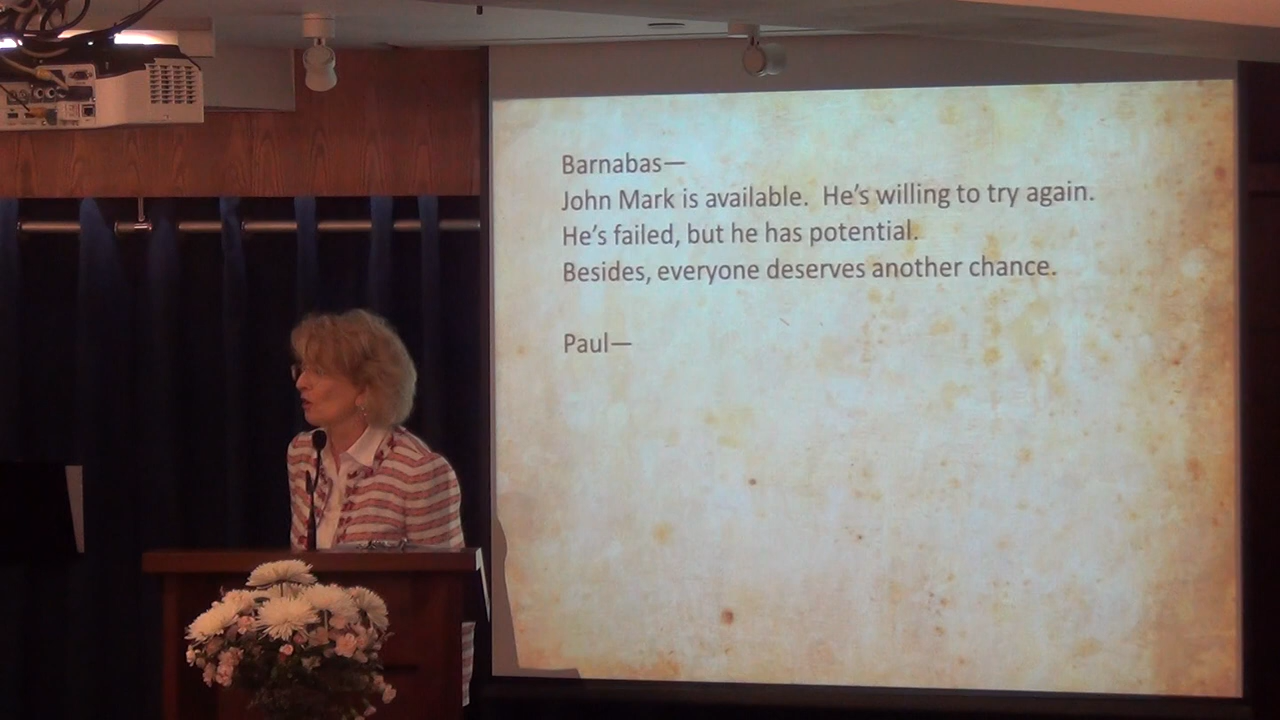 Barnabas—
John Mark is available.  He's willing to try again.
He's failed, but he has potential.
Besides, everyone deserves another chance.
Paul—